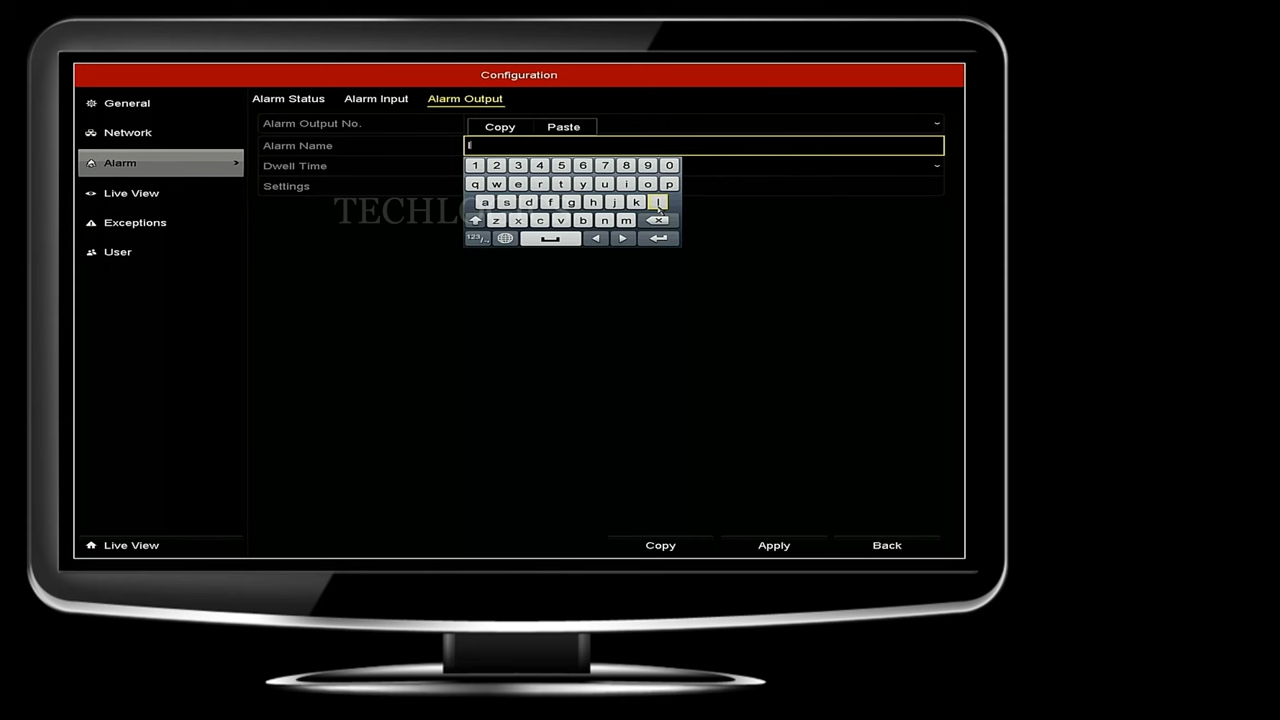 Configuration
General
Network
Alarm >
Live View
Exceptions
User
Live View
Alarm Status Alarm Input Alarm Output
Alarm Output No.
Alarm Name l
Dwell Time
Settings
Copy Paste
1 2 3 4 5 6 7 8 9 0
q w e r t y u i o p
a s d f g h j k l
z x c v b n m
123/,.
TECHLO
Copy Apply Back